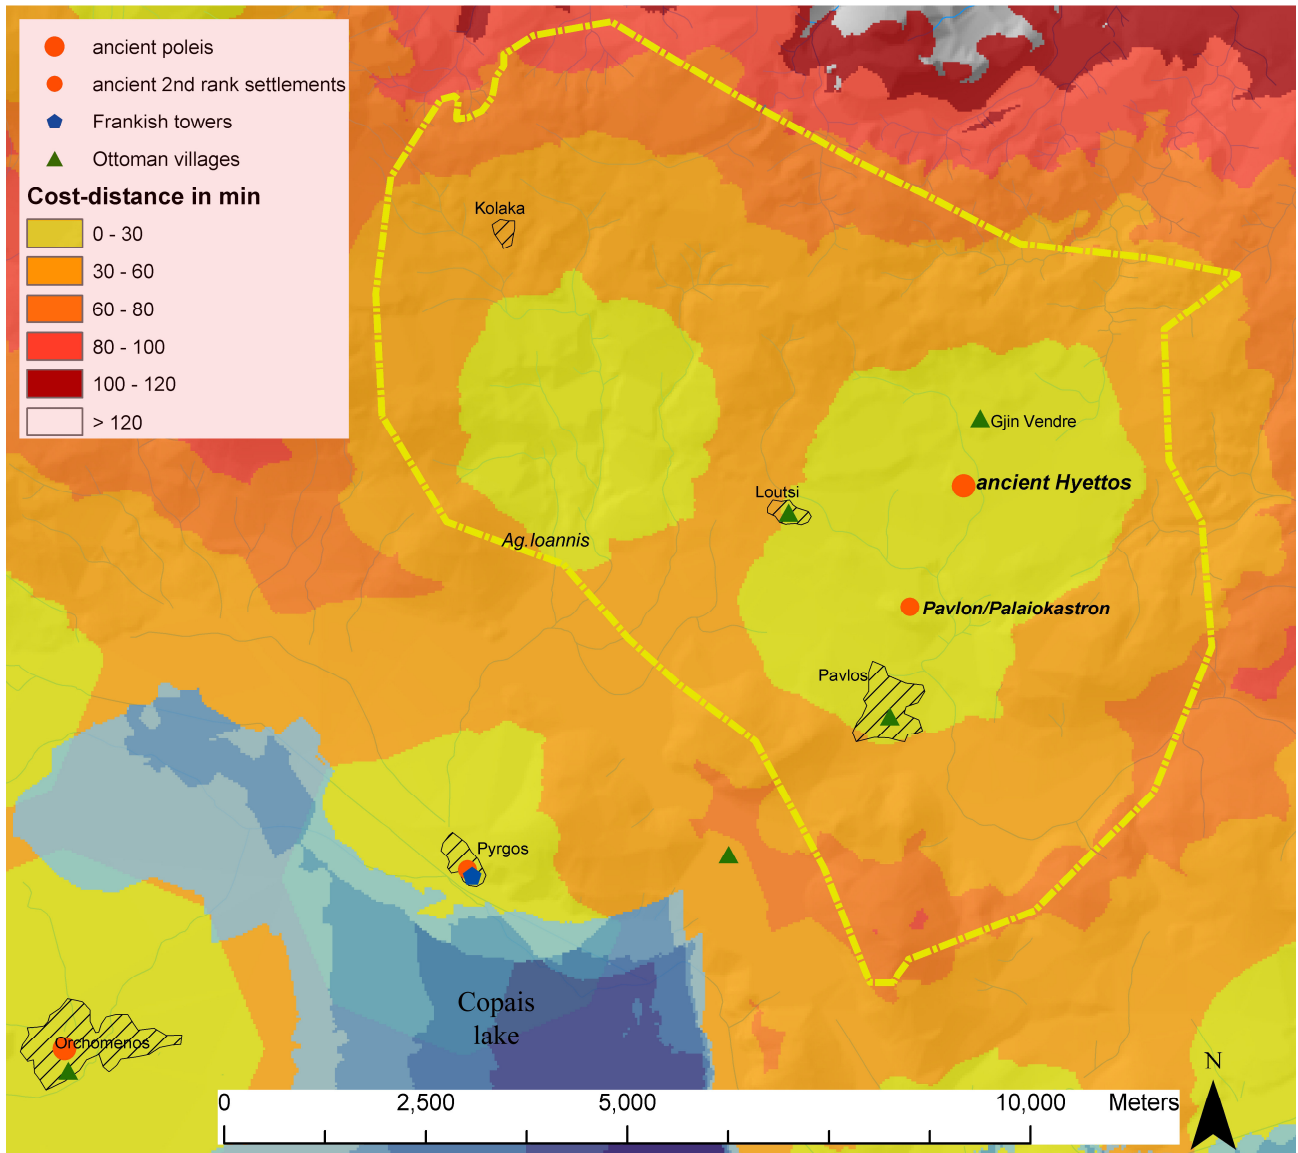 ancient poleis
ancient 2nd rank settlements
Frankish towers
Ottoman villages
Cost-distance in min
0 - 30
30 - 60
60 - 80
80 - 100
100 - 120
> 120
Kolaka
Gjin Vendre
ancient Hyettos
Loutsi
Ag.Ioannis
Pavlon/Palaiokastron
Pavlos
Pyrgos
Copais
lake
Orchomenos
N
0 2,500 5,000 10,000 Meters